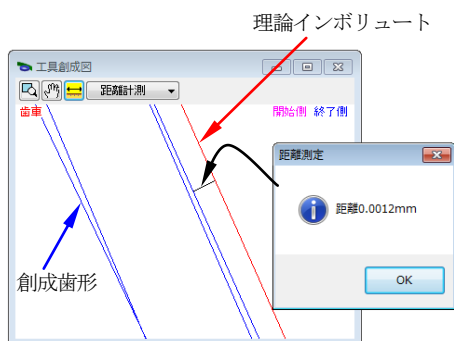 理論インボリュート
工具創成図
距離計測
歯車
開始側 終了側
距離測定
距離0.0012mm
OK
創成歯形